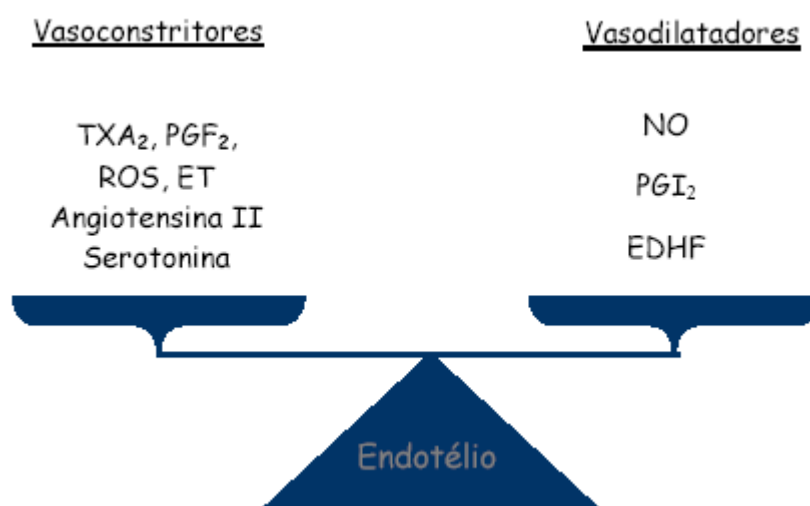 Vasoconstritores
TXA₂, PGF₂,
ROS, ET
Angiotensina II
Serotonina
Vasodilatadores
NO
PGI₂
EDHF
Endotélio